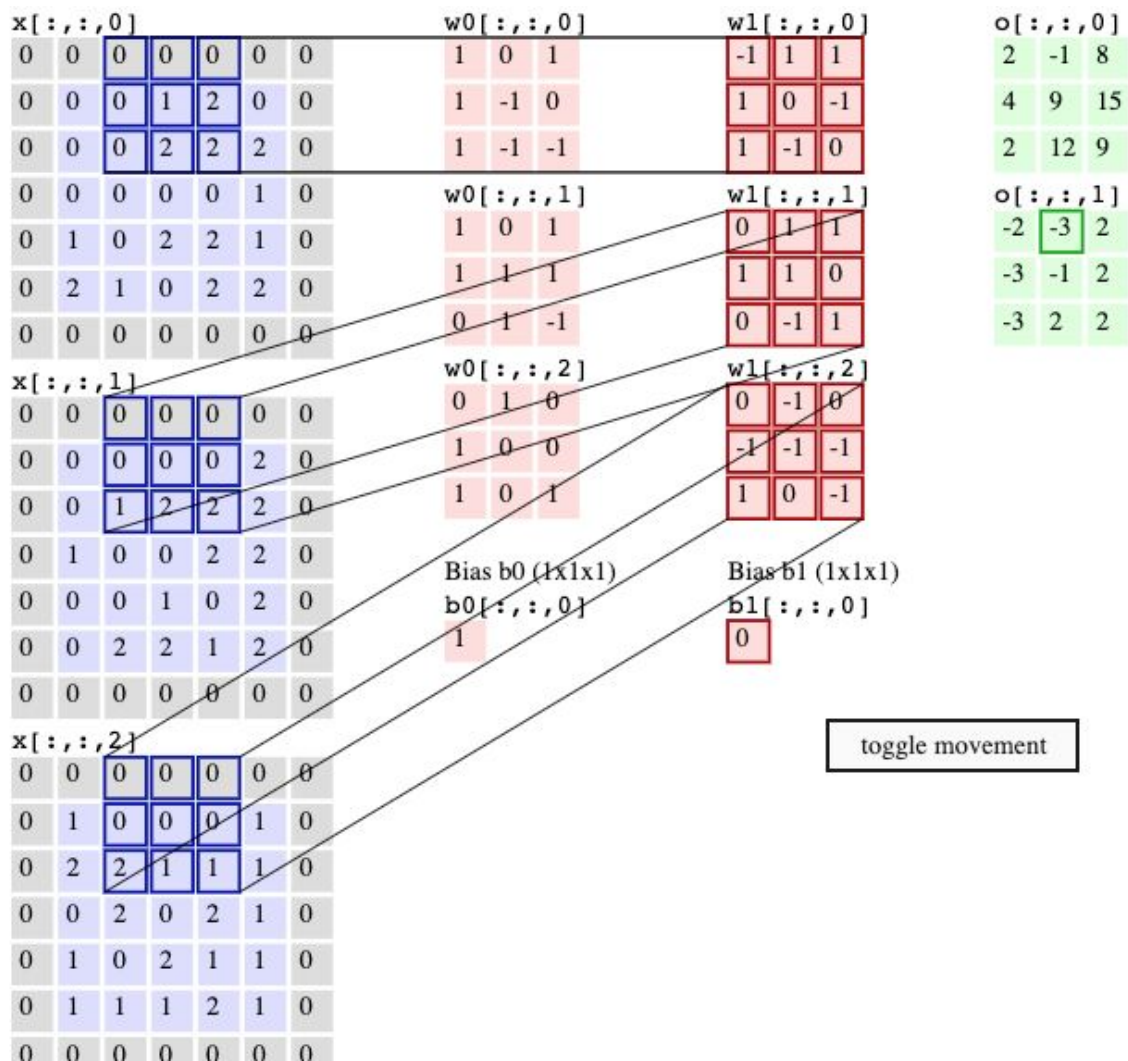 x[:,:,0]
0 0 0 0 0 0 0
0 0 0 1 2 0 0
0 0 0 2 2 2 0
0 0 0 0 0 1 0
0 1 0 2 2 1 0
0 2 1 0 2 2 0
0 0 0 0 0 0 0
x[:,:,1]
0 0 0 0 0 0 0
0 0 0 0 0 2 0
0 0 1 2 2 2 0
0 1 0 0 2 2 0
0 0 0 1 0 2 0
0 0 2 2 1 2 0
0 0 0 0 0 0 0
x[:,:,2]
0 0 0 0 0 0 0
0 1 0 0 0 1 0
0 2 2 1 1 1 0
0 0 2 0 2 1 0
0 1 0 2 1 1 0
0 1 1 1 2 1 0
0 0 0 0 0 0 0
w0[:,:,0]
1 0 1
1 -1 0
1 -1 -1
w0[:,:,1]
1 0 1
1 1 1
0 1 -1
w0[:,:,2]
0 1 0
1 0 0
1 0 1
Bias b0 (1x1x1)
b0[:,:,0]
1
w1[:,:,0]
-1 1 1
1 0 -1
1 -1 0
w1[:,:,1]
0 1 1
1 1 0
0 -1 1
w1[:,:,2]
0 -1 0
-1 -1 -1
1 0 -1
Bias b1 (1x1x1)
b1[:,:,0]
0
o[:,:,0]
2 -1 8
4 9 15
2 12 9
o[:,:,1]
-2 -3 2
-3 -1 2
-3 2 2
toggle movement